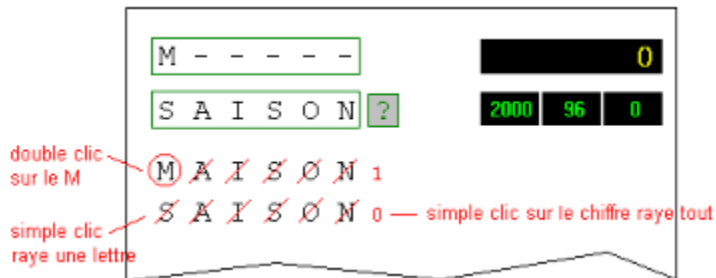 M - - - - -
0
S A I S O N ?
2000 96 0
double clic
sur le M
M A I S O N 1
S A I S O N 0
simple clic sur le chiffre raye tout
simple clic
raye une lettre